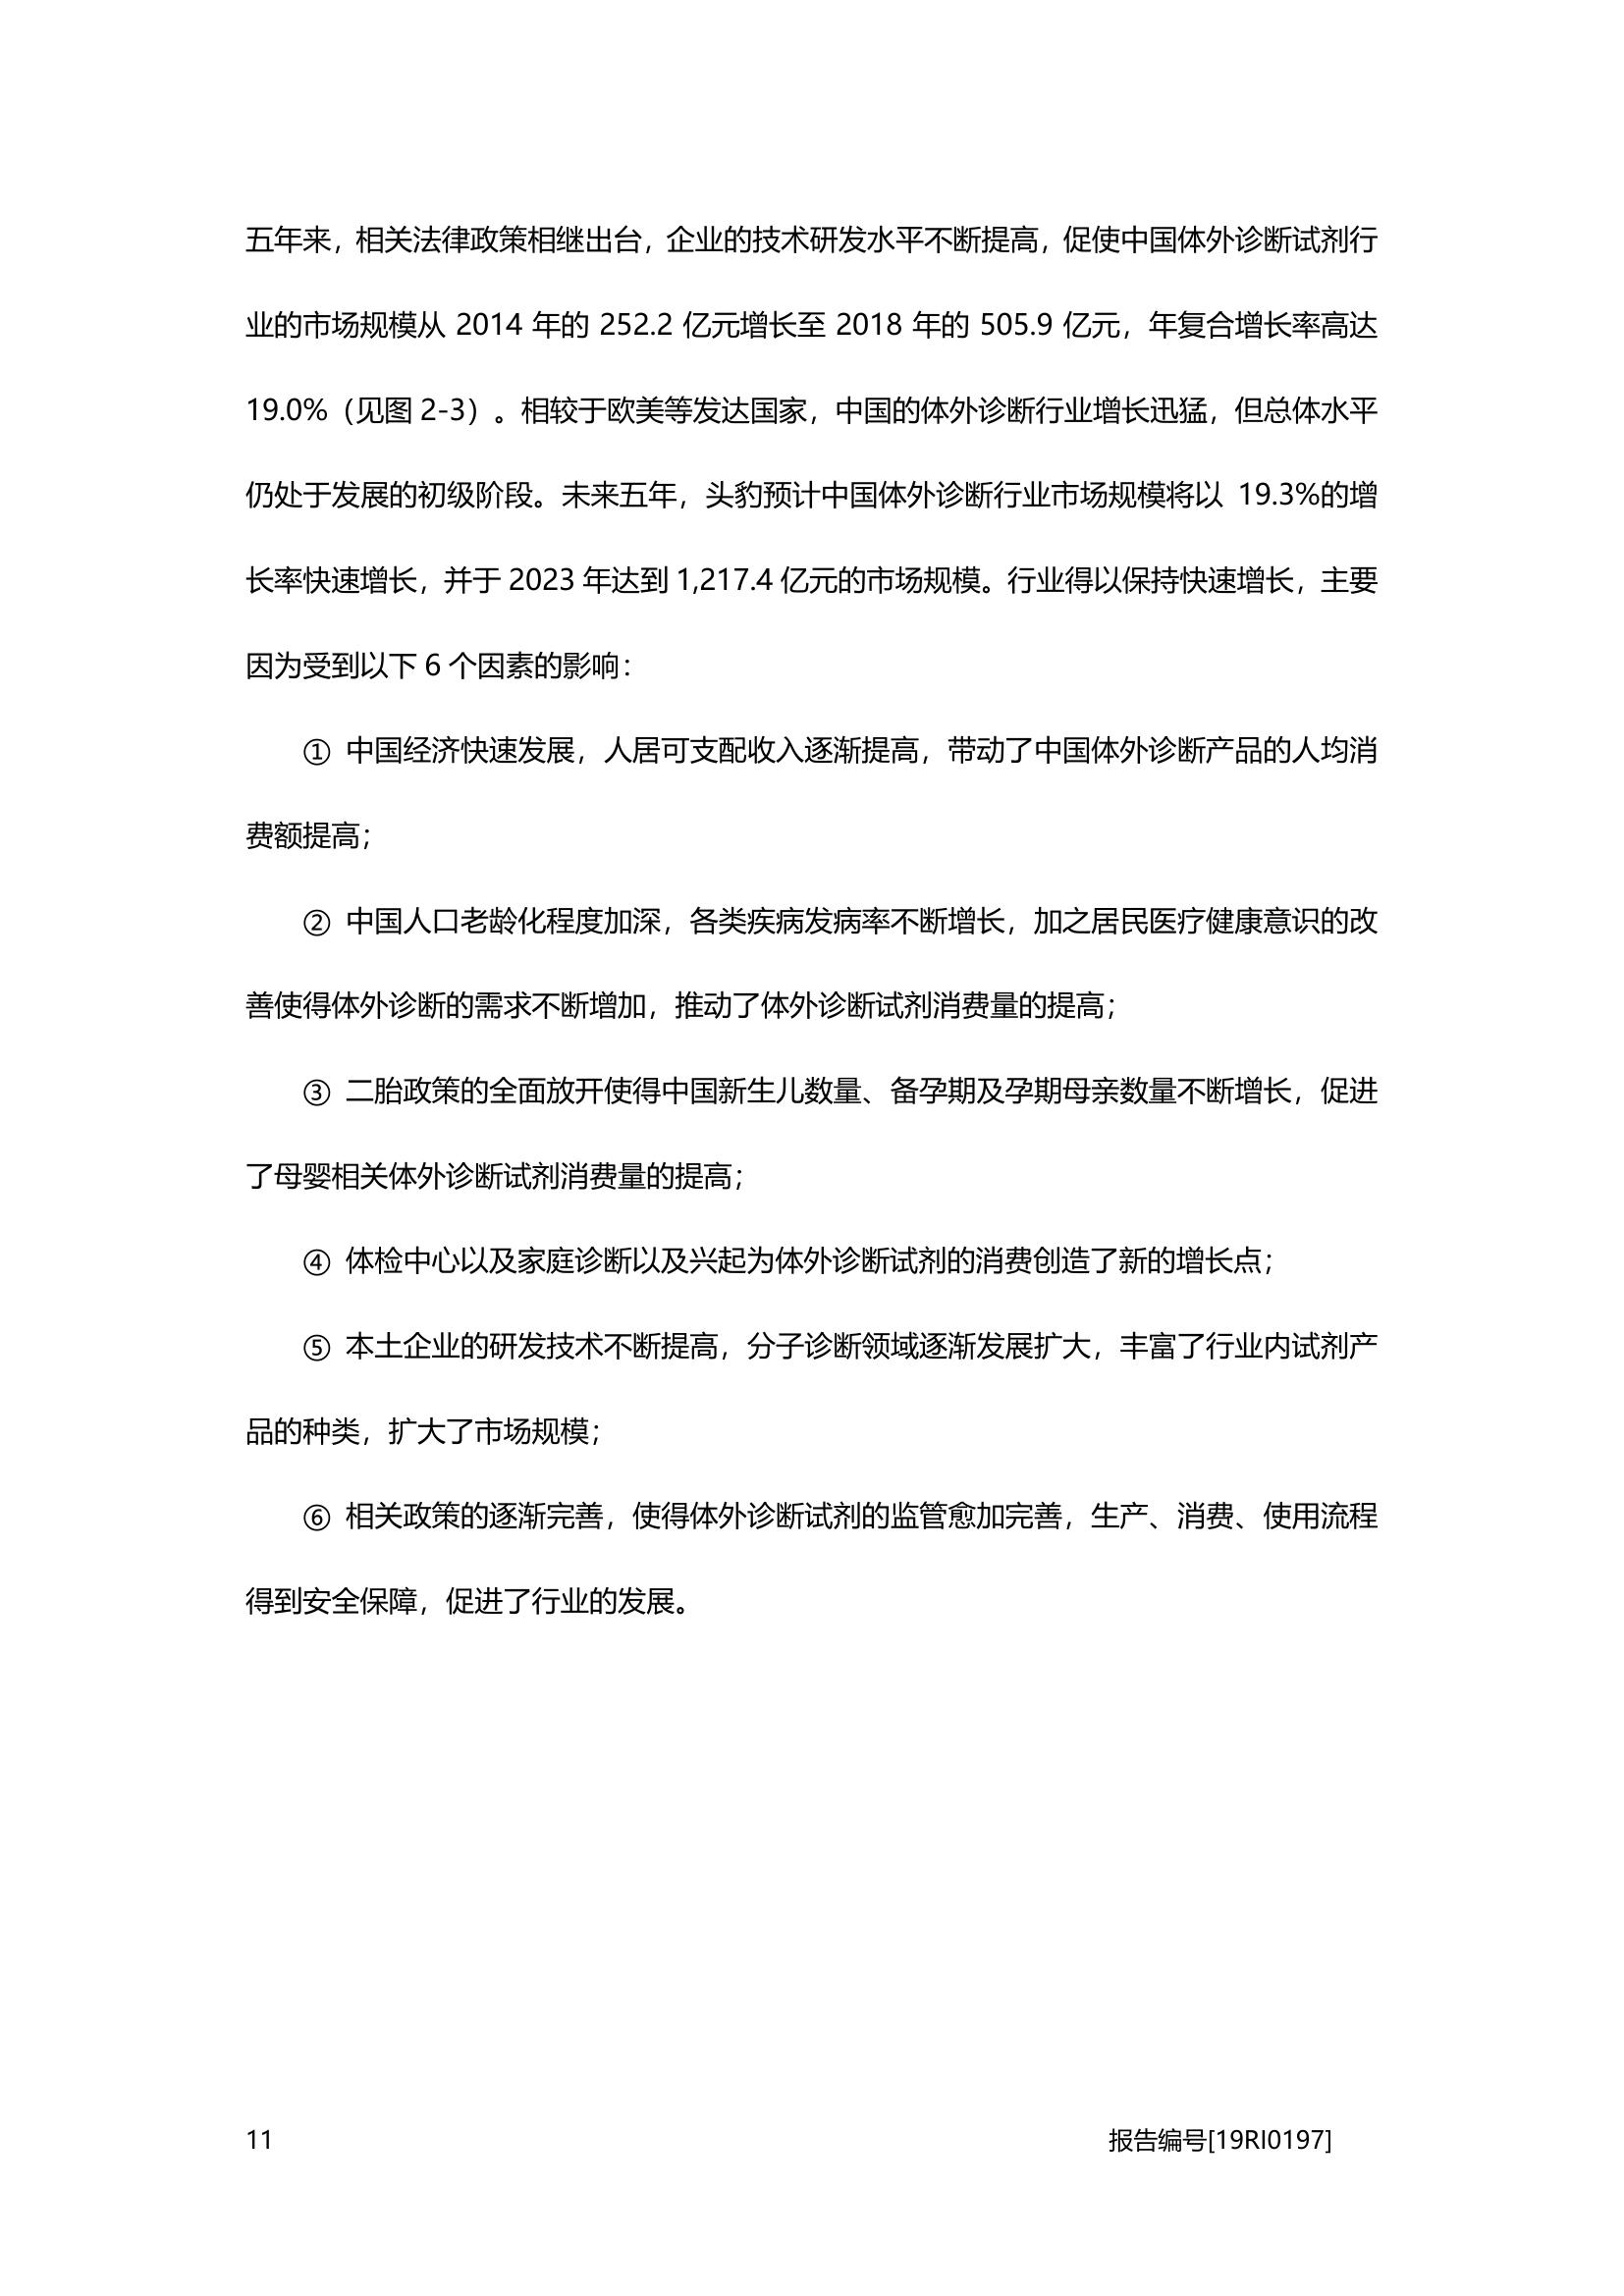 五年来，相关法律政策相继出台，企业的技术研发水平不断提高，促使中国体外诊断试剂行
业的市场规模从 2014 年的 252.2 亿元增长至 2018 年的 505.9 亿元，年复合增长率高达
19.0%（见图 2-3）。相较于欧美等发达国家，中国的体外诊断行业增长迅猛，但总体水平
仍处于发展的初级阶段。未来五年，头豹预计中国体外诊断行业市场规模将以 19.3%的增
长率快速增长，并于 2023 年达到 1,217.4 亿元的市场规模。行业得以保持快速增长，主要
因为受到以下 6 个因素的影响：
① 中国经济快速发展，人居可支配收入逐渐提高，带动了中国体外诊断产品的人均消
费额提高；
② 中国人口老龄化程度加深，各类疾病发病率不断增长，加之居民医疗健康意识的改
善使得体外诊断的需求不断增加，推动了体外诊断试剂消费量的提高；
③ 二胎政策的全面放开使得中国新生儿数量、备孕期及孕期母亲数量不断增长，促进
了母婴相关体外诊断试剂消费量的提高；
④ 体检中心以及家庭诊断以及兴起为体外诊断试剂的消费创造了新的增长点；
⑤ 本土企业的研发技术不断提高，分子诊断领域逐渐发展扩大，丰富了行业内试剂产
品的种类，扩大了市场规模；
⑥ 相关政策的逐渐完善，使得体外诊断试剂的监管愈加完善，生产、消费、使用流程
得到安全保障，促进了行业的发展。
11 报告编号[19RI0197]